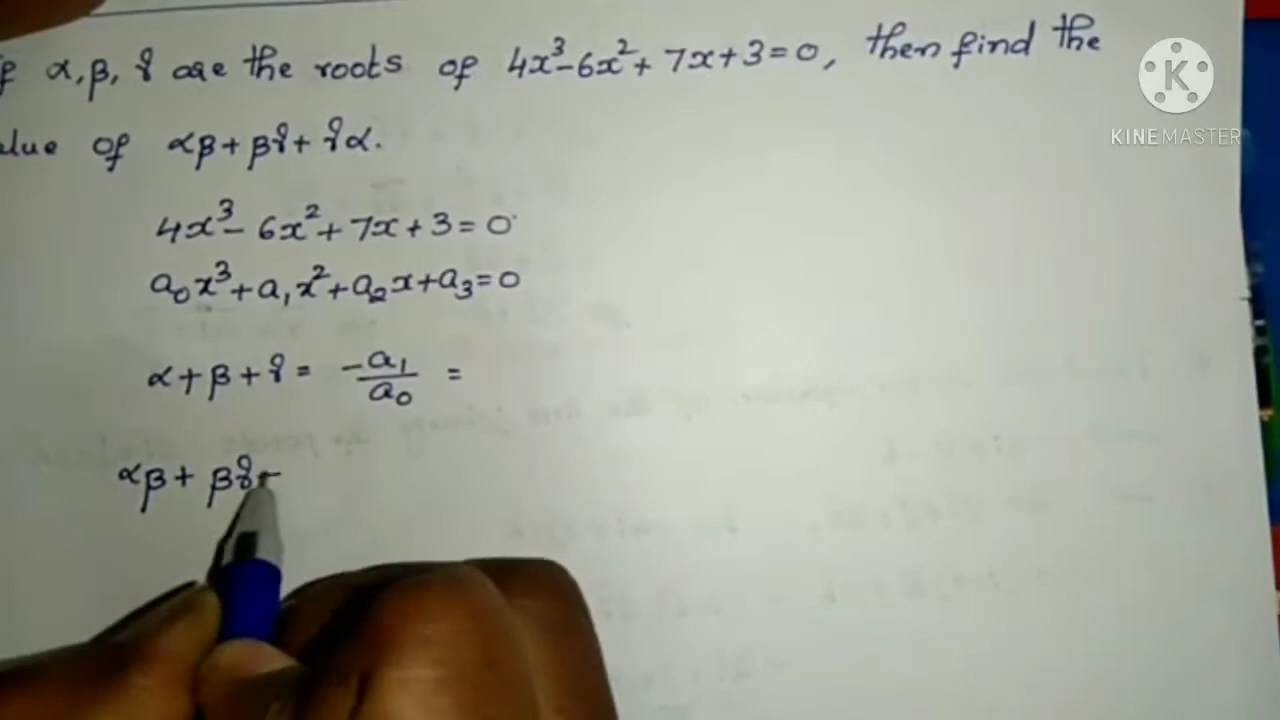 α, β, γ are the roots of 4x³-6x²+7x+3=0, then find the
KINEMASTER
of αβ+βγ+γα.
4x³-6x²+7x+3=0
a₀x³+a₁x²+a₂x+a₃=0
α+β+γ= -a₁/a₀ =
αβ+βγ